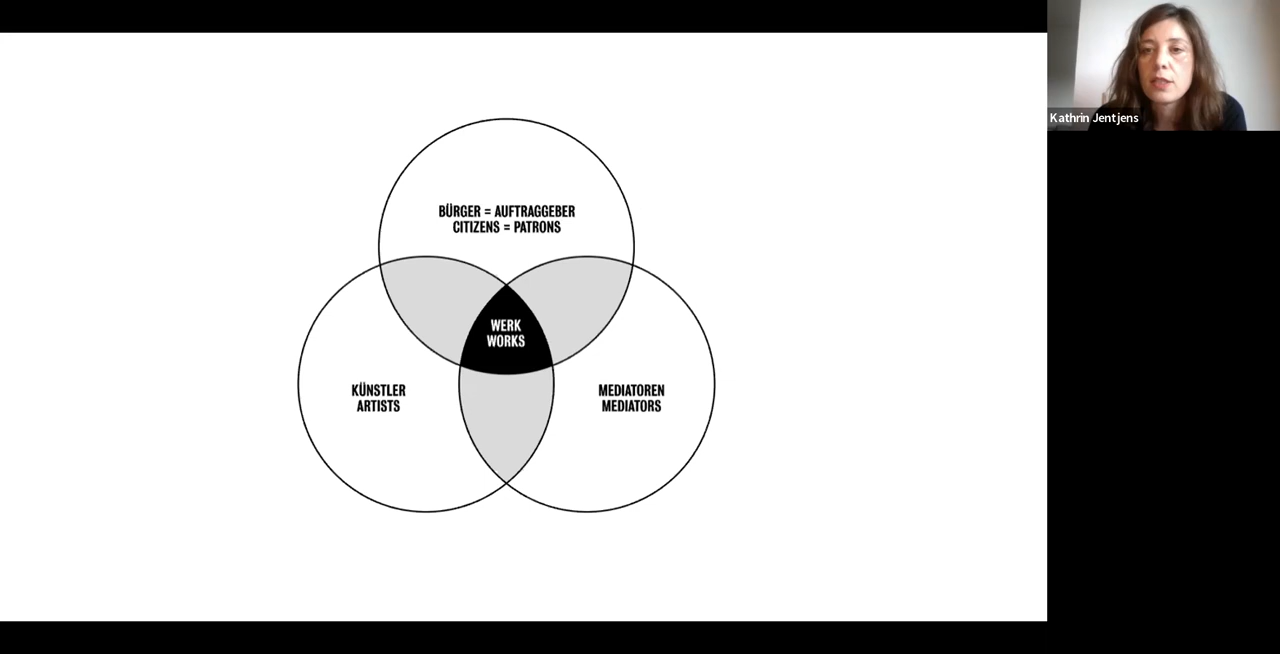 BÜRGER = AUFTRAGGEBER
CITIZENS = PATRONS
WERK
WORKS
KÜNSTLER
ARTISTS
MEDIATOREN
MEDIATORS
Kathrin Jentjens